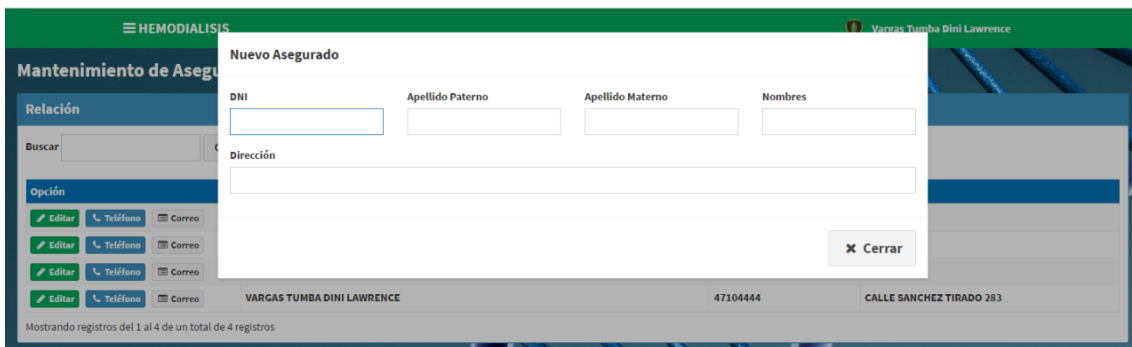 HEMODIALISIS
Vargas Tumba Dini Lawrence
Mantenimiento de Asegu
Nuevo Asegurado
Relación
DNI Apellido Paterno Apellido Materno Nombres
Buscar
Dirección
Opción
Editar Teléfono Correo
Editar Teléfono Correo
Cerrar
Editar Teléfono Correo
Editar Teléfono Correo VARGAS TUMBA DINI LAWRENCE 47104444 CALLE SANCHEZ TIRADO 283
Mostrando registros del 1 al 4 de un total de 4 registros